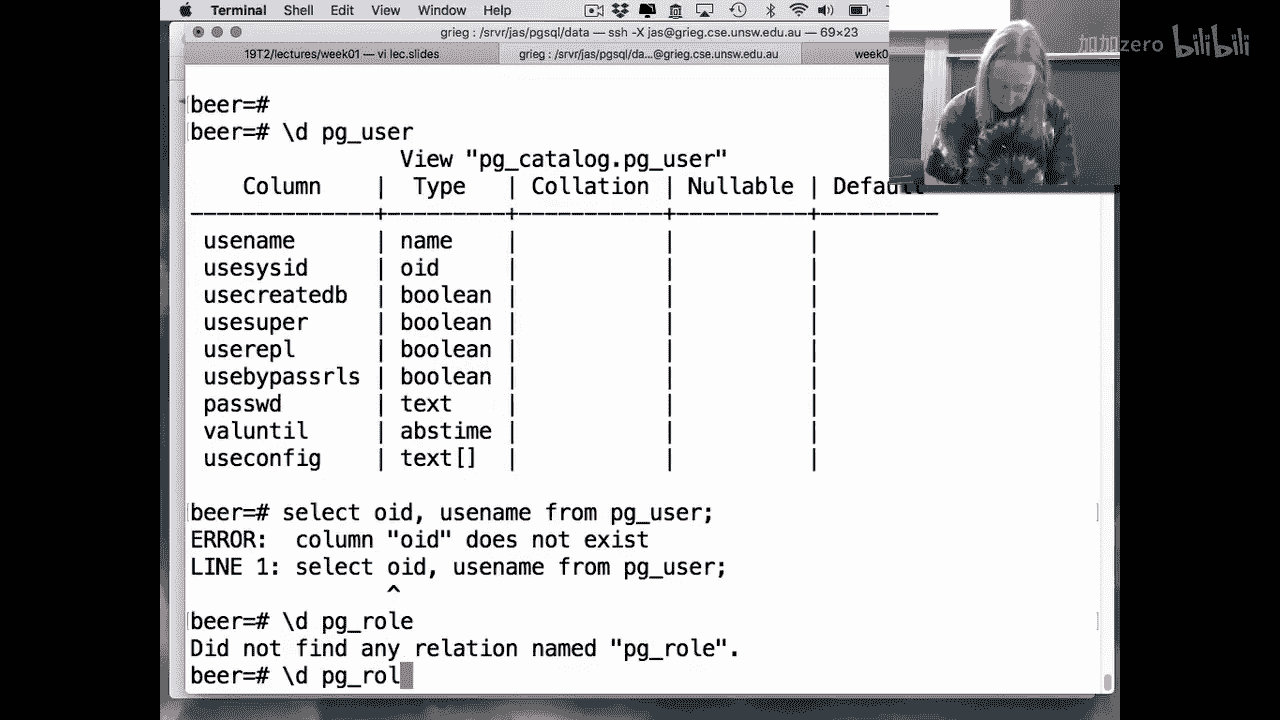 Terminal Shell Edit View Window Help
grieg : /srvr/jas/pgsql/data — ssh -X jas@grieg.cse.unsw.edu.au — 69×23
19T2/lectures/week01 — vi lec.slides
grieg : /srvr/jas/pgsql/da...@grieg.cse.unsw.edu.au
week0
加加zero bilibili
beer=#
beer=# \d pg_user
View "pg_catalog.pg_user"
Column | Type | Collation | Nullable | Default
--------------+---------+-----------+----------+---------
usename | name | | |
usesysid | oid | | |
usecreatedb | boolean | | |
usesuper | boolean | | |
userepl | boolean | | |
usebypassrls | boolean | | |
passwd | text | | |
valuntil | abstime | | |
useconfig | text[] | | |
beer=# select oid, usename from pg_user;
ERROR: column "oid" does not exist
LINE 1: select oid, usename from pg_user;
^
beer=# \d pg_role
Did not find any relation named "pg_role".
beer=# \d pg_rol